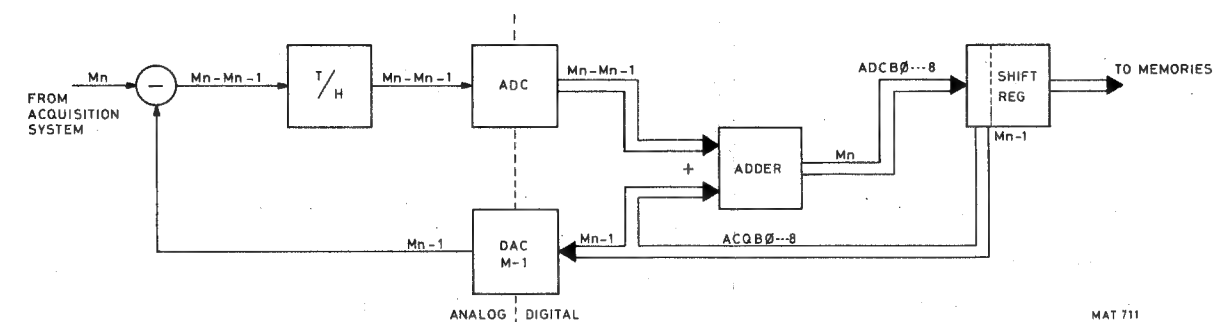 Mn
FROM
ACQUISITION
SYSTEM
−
Mn-Mn-1
T/H
Mn-Mn-1
ADC
Mn-Mn-1
+
ADDER
Mn
ADCBØ---8
SHIFT
REG
TO MEMORIES
Mn-1
ACQBØ---8
Mn-1
DAC
M-1
Mn-1
ANALOG
DIGITAL
MAT 711